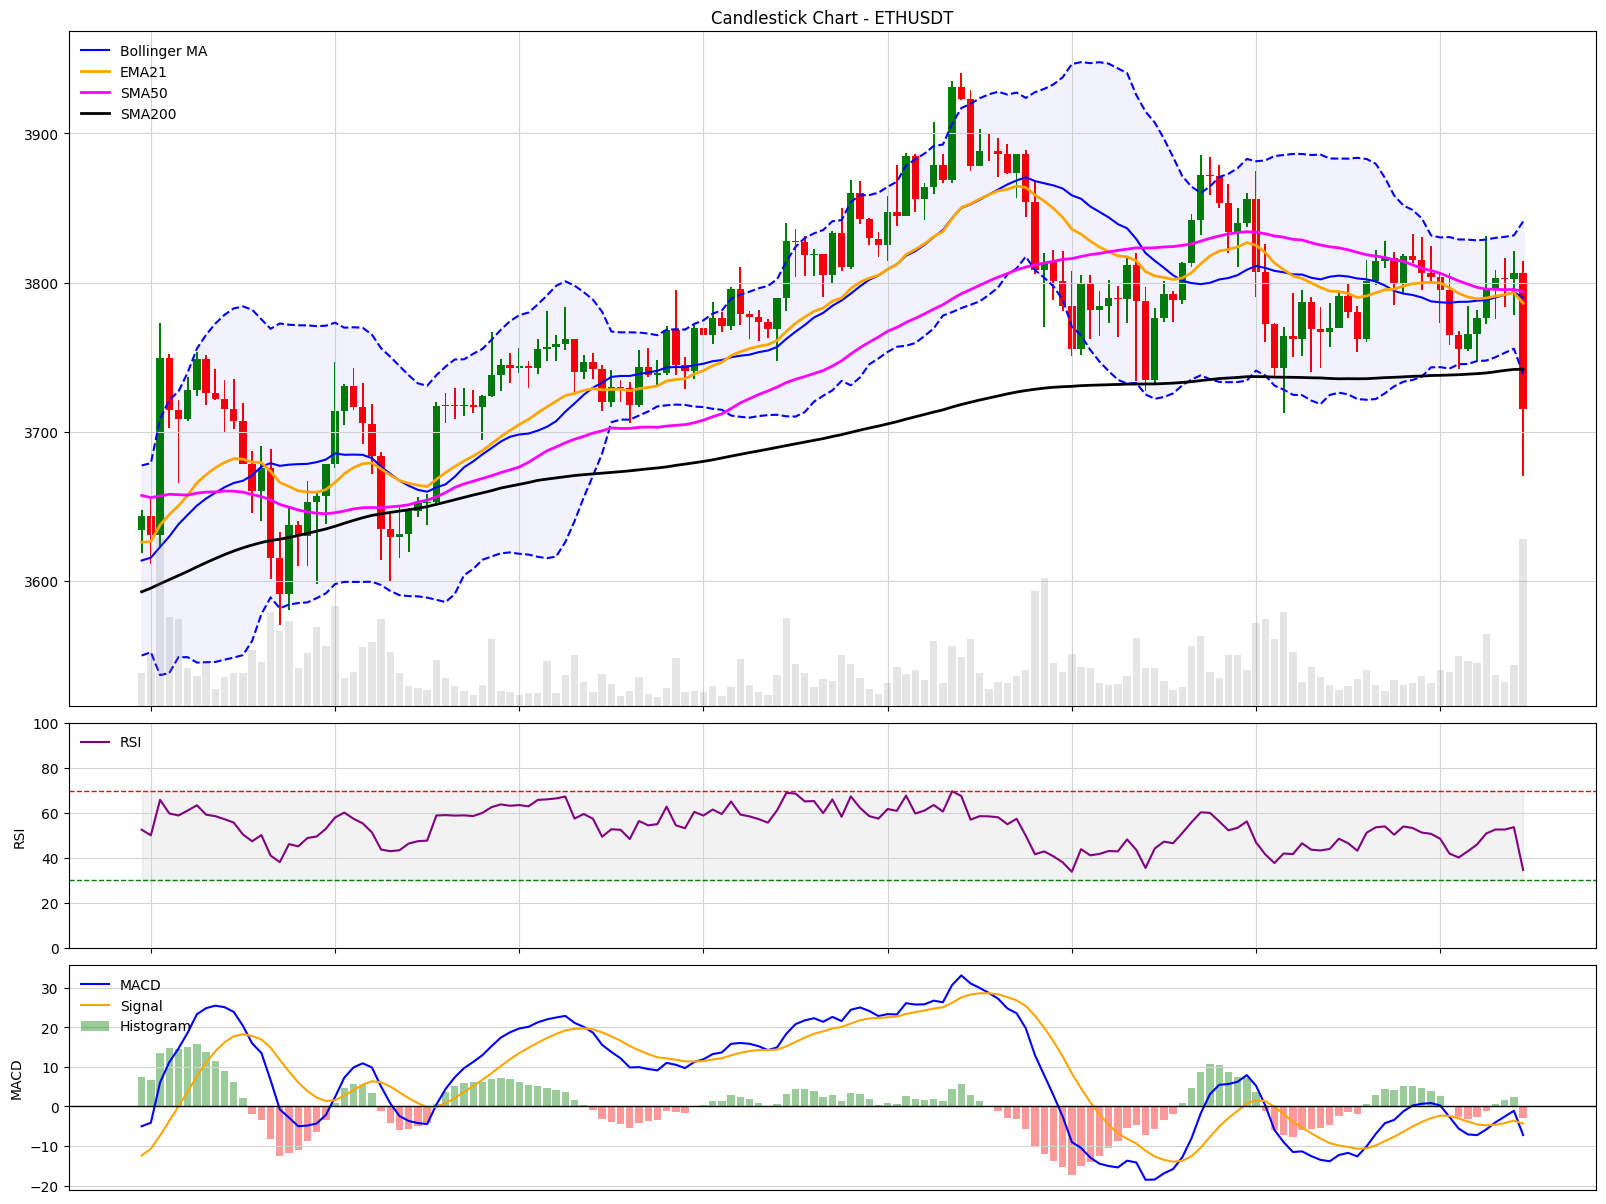 Candlestick Chart - ETHUSDT
Bollinger MA
EMA21
SMA50
SMA200
3900
3800
3700
3600
100
RSI
80
60
RSI
40
20
0
MACD
30
Signal
Histogram
20
10
MACD
0
−10
−20